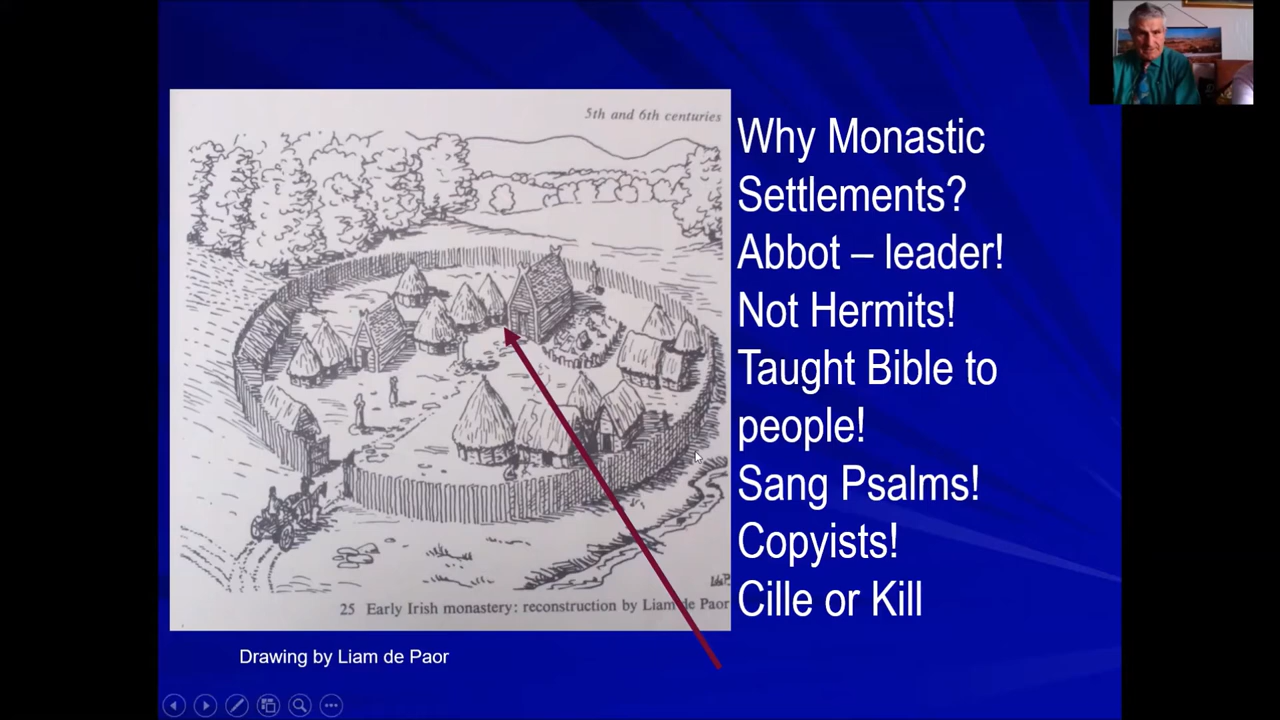 5th and 6th centuries
25 Early Irish monastery: reconstruction by Liam de Paor
Drawing by Liam de Paor
Why Monastic
Settlements?
Abbot – leader!
Not Hermits!
Taught Bible to
people!
Sang Psalms!
Copyists!
Cille or Kill